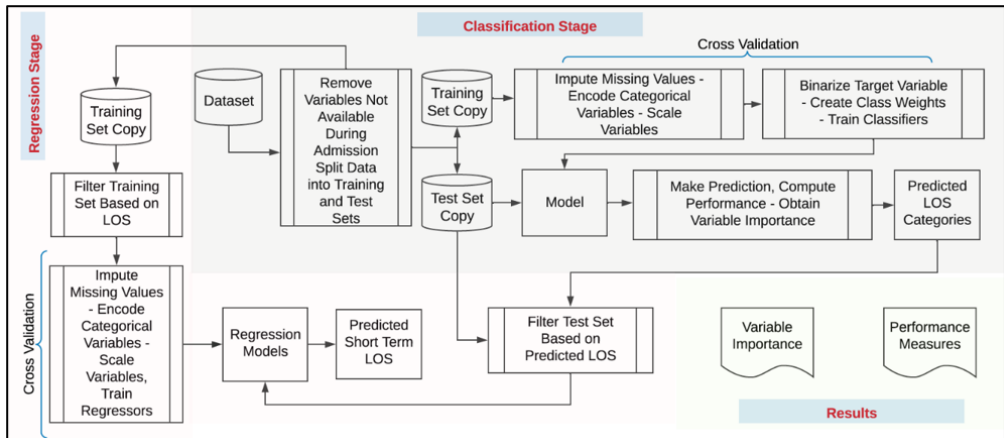 Regression Stage
Classification Stage
Cross Validation
Training
Set Copy
Dataset
Remove
Variables Not
Available
During
Admission
Split Data
into Training
and Test
Sets
Training
Set Copy
Impute Missing Values -
Encode Categorical
Variables - Scale
Variables
Binarize Target Variable
- Create Class Weights
- Train Classifiers
Filter Training
Set Based on
LOS
Test Set
Copy
Model
Make Prediction, Compute
Performance - Obtain
Variable Importance
Predicted
LOS
Categories
Cross Validation
Impute
Missing Values
- Encode
Categorical
Variables -
Scale
Variables,
Train
Regressors
Regression
Models
Predicted
Short Term
LOS
Filter Test Set
Based on
Predicted LOS
Variable
Importance
Performance
Measures
Results